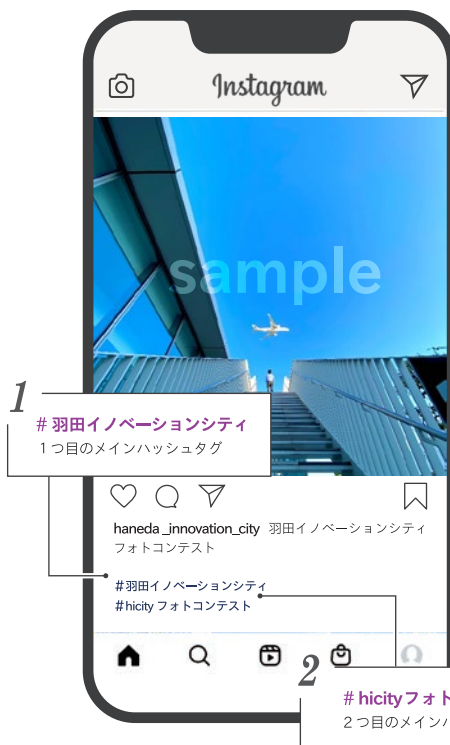 Instagram
sample
1
# 羽田イノベーションシティ
1つ目のメインハッシュタグ
haneda_innovation_city 羽田イノベーションシティ
フォトコンテスト
#羽田イノベーションシティ
#hicity フォトコンテスト
2
# hicityフォト
2つ目のメイン